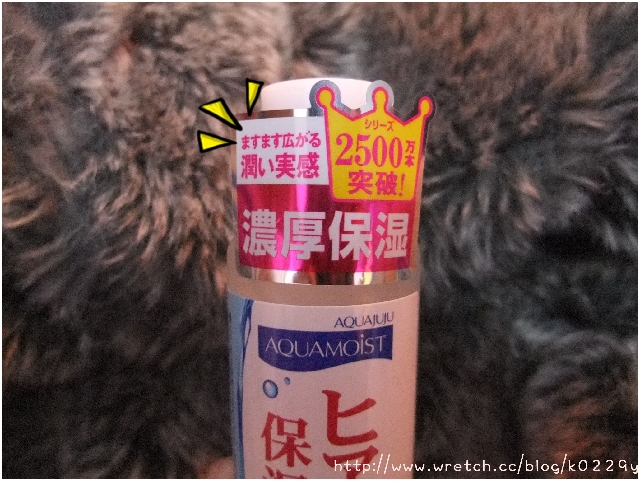 ますます広がる
潤い実感
シリーズ
2500万本
突破!
濃厚保湿
AQUAJUJU
AQUAMOiST
ヒア
保湿
http://www.wretch.cc/blog/k0229y